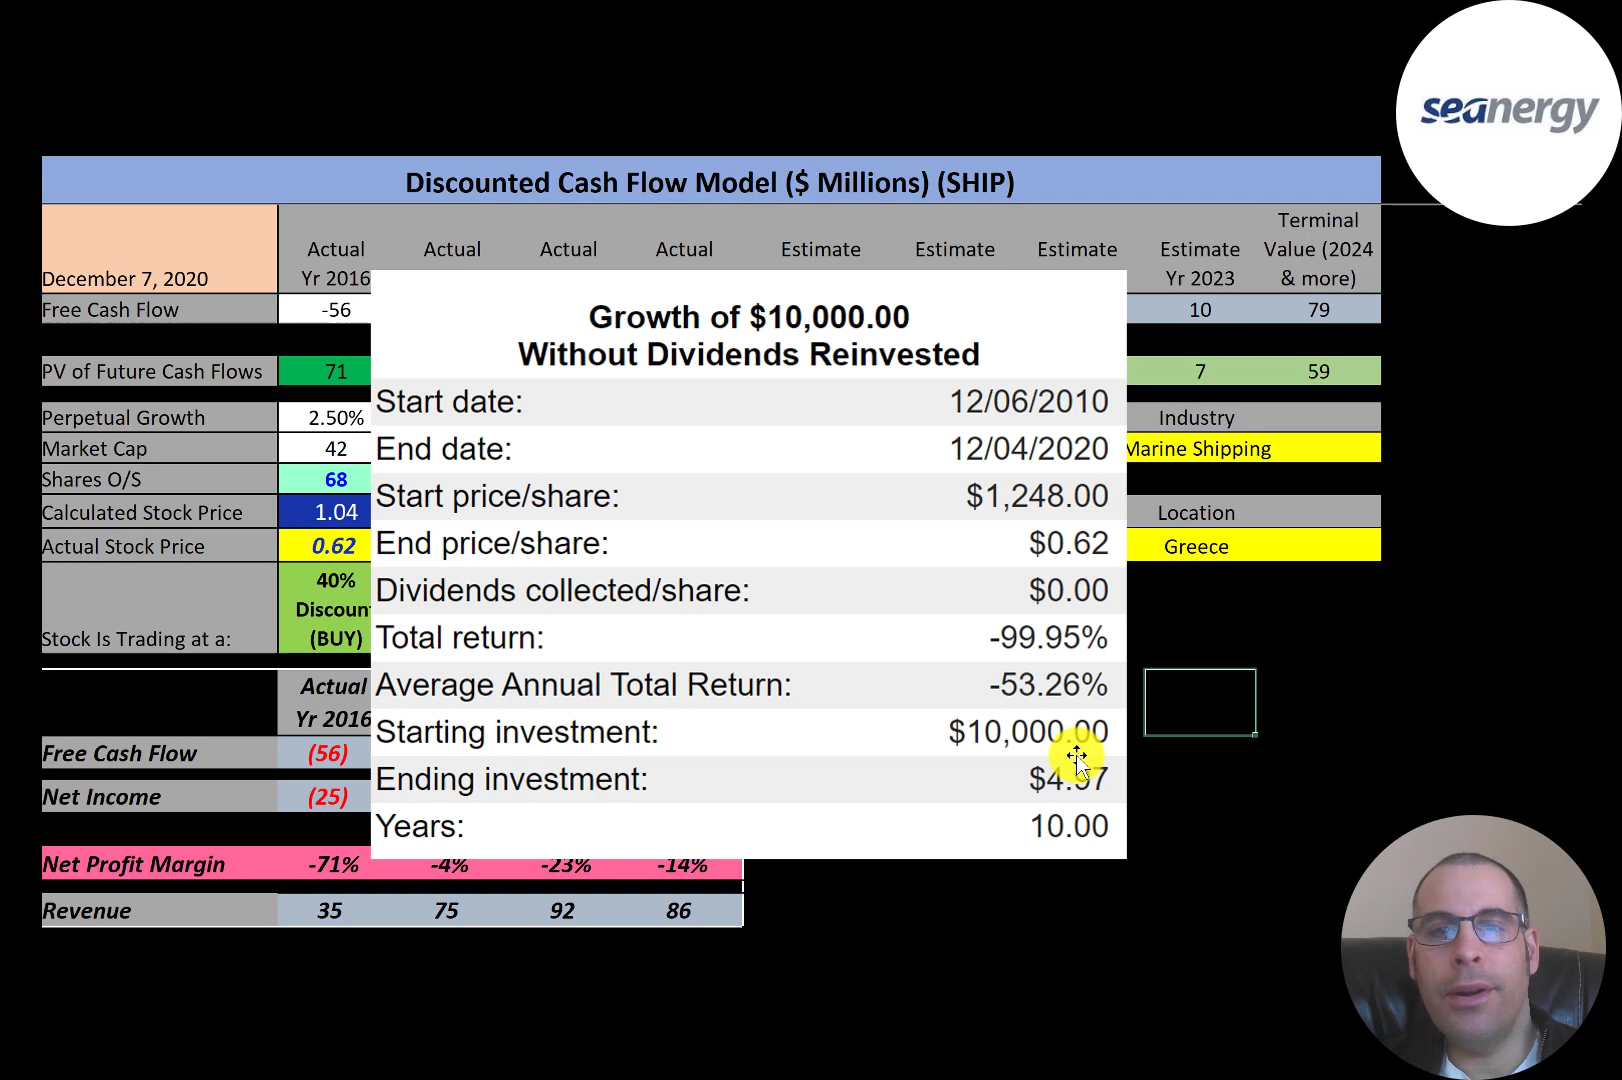 seanergy
Discounted Cash Flow Model ($ Millions) (SHIP)
December 7, 2020
Actual
Yr 2016
Actual
Actual
Actual
Estimate
Estimate
Estimate
Estimate
Yr 2023
Terminal
Value (2024
& more)
Free Cash Flow -56 10 79
PV of Future Cash Flows 71 7 59
Perpetual Growth 2.50% Industry
Market Cap 42 Marine Shipping
Shares O/S 68
Calculated Stock Price 1.04 Location
Actual Stock Price 0.62 Greece
Stock Is Trading at a:
40%
Discoun
(BUY)
Growth of $10,000.00
Without Dividends Reinvested
Start date: 12/06/2010
End date: 12/04/2020
Start price/share: $1,248.00
End price/share: $0.62
Dividends collected/share: $0.00
Total return: -99.95%
Average Annual Total Return: -53.26%
Starting investment: $10,000.00
Ending investment: $4.97
Years: 10.00
Actual
Yr 2016
Free Cash Flow (56)
Net Income (25)
Net Profit Margin -71% -4% -23% -14%
Revenue 35 75 92 86